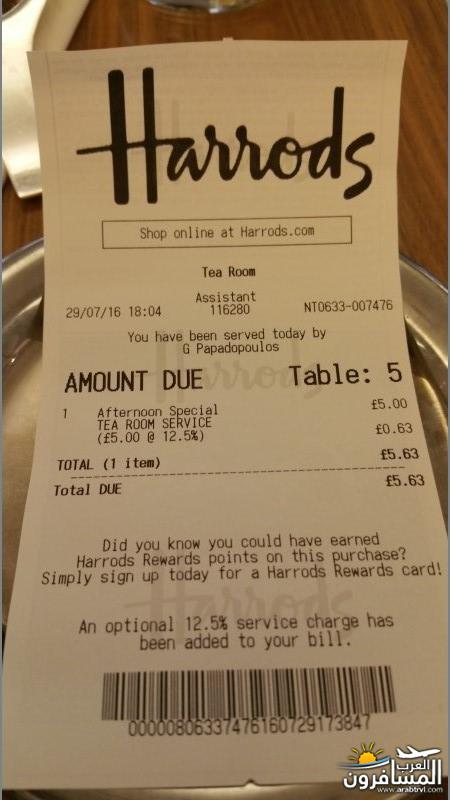 Harrods
Shop online at Harrods.com
Tea Room
Assistant
29/07/16 18:04 116280 NT0633-007476
You have been served today by
G Papadopoulos
AMOUNT DUE Table: 5
1 Afternoon Special £5.00
TEA ROOM SERVICE £0.63
(£5.00 @ 12.5%)
TOTAL (1 item) £5.63
Total DUE £5.63
Did you know you could have earned
Harrods Rewards points on this purchase?
Simply sign up today for a Harrods Rewards card!
An optional 12.5% service charge has
been added to your bill.
0000080633747616072917384​7
العرب
المسافرون
www.arabtrvl.com